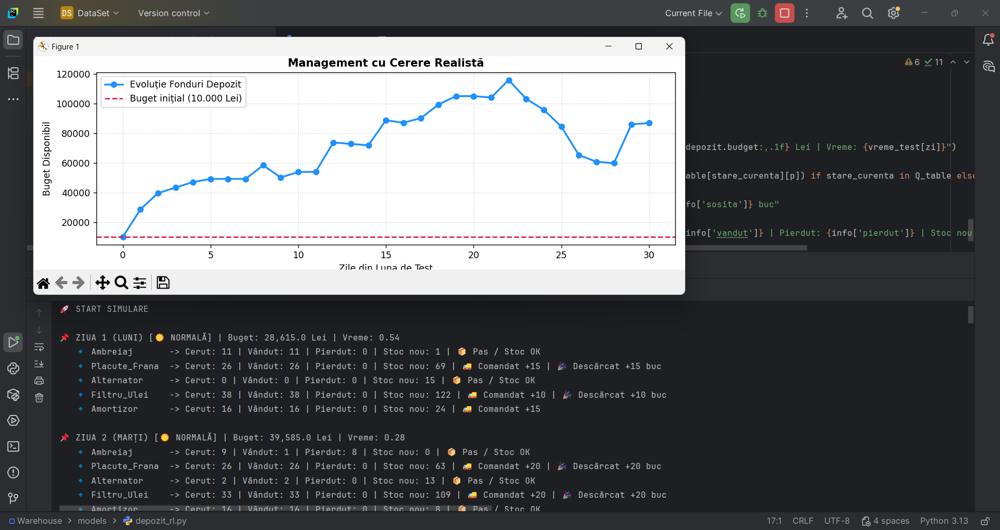 DS DataSet Version control Current File
Figure 1
6 11
Management cu Cerere Realistă
Evoluție Fonduri Depozit
Buget inițial (10.000 Lei)
Buget Disponibil
120000
100000
80000
60000
40000
20000
0 5 10 15 20 25 30
Zile din Luna de Test
depozit.budget:,.1f} Lei | Vreme: {vreme_test[zi]}")
able[stare_curenta][p]) if stare_curenta in Q_table else
fo['sosita']} buc"
info['vandut']} | Pierdut: {info['pierdut']} | Stoc nou
🚀 START SIMULARE
📌 ZIUA 1 (LUNI) [☀️ NORMALĂ] | Buget: 28,615.0 Lei | Vreme: 0.54
🔹 Ambreiaj -> Cerut: 11 | Vândut: 11 | Pierdut: 0 | Stoc nou: 1 | 📦 Pas / Stoc OK
🔹 Placute_Frana -> Cerut: 26 | Vândut: 26 | Pierdut: 0 | Stoc nou: 69 | 🚚 Comandat +15 | 🎉 Descărcat +15 buc
🔹 Alternator -> Cerut: 0 | Vândut: 0 | Pierdut: 0 | Stoc nou: 15 | 📦 Pas / Stoc OK
🔹 Filtru_Ulei -> Cerut: 38 | Vândut: 38 | Pierdut: 0 | Stoc nou: 122 | 🚚 Comandat +10 | 🎉 Descărcat +10 buc
🔹 Amortizor -> Cerut: 16 | Vândut: 16 | Pierdut: 0 | Stoc nou: 24 | 🚚 Comandat +15
📌 ZIUA 2 (MARȚI) [☀️ NORMALĂ] | Buget: 39,585.0 Lei | Vreme: 0.28
🔹 Ambreiaj -> Cerut: 9 | Vândut: 1 | Pierdut: 8 | Stoc nou: 0 | 📦 Pas / Stoc OK
🔹 Placute_Frana -> Cerut: 26 | Vândut: 26 | Pierdut: 0 | Stoc nou: 63 | 🚚 Comandat +20 | 🎉 Descărcat +20 buc
🔹 Alternator -> Cerut: 2 | Vândut: 2 | Pierdut: 0 | Stoc nou: 13 | 📦 Pas / Stoc OK
🔹 Filtru_Ulei -> Cerut: 33 | Vândut: 33 | Pierdut: 0 | Stoc nou: 109 | 🚚 Comandat +20 | 🎉 Descărcat +20 buc
🔹 Amortizor -> Cerut: 16 | Vândut: 16 | Pierdut: 0 | Stoc nou: 8 | 📦 Pas / Stoc OK
Warehouse > models > depozit_rl.py 17:1 CRLF UTF-8 4 spaces Python 3.13